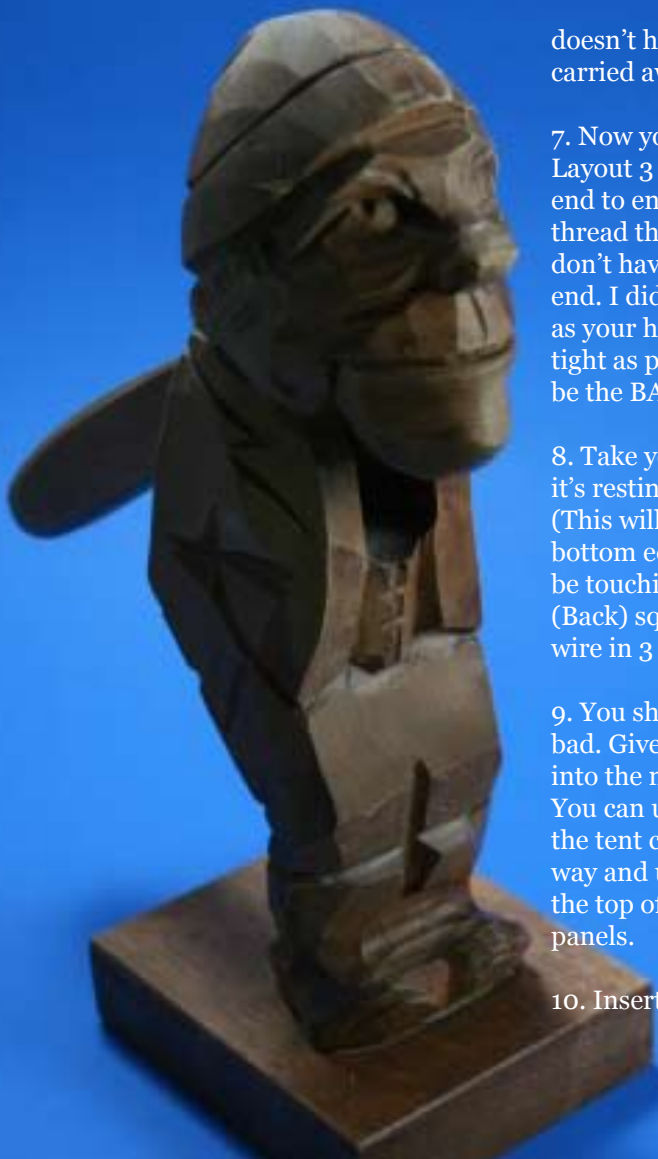 doesn't h
carried av
7. Now yo
Layout 3
end to en
thread th
don't hav
end. I did
as your h
tight as p
be the BA
8. Take y
it's restin
(This will
bottom e
be touchi
(Back) sq
wire in 3
9. You sh
bad. Give
into the r
You can u
the tent c
way and u
the top of
panels.
10. Insert